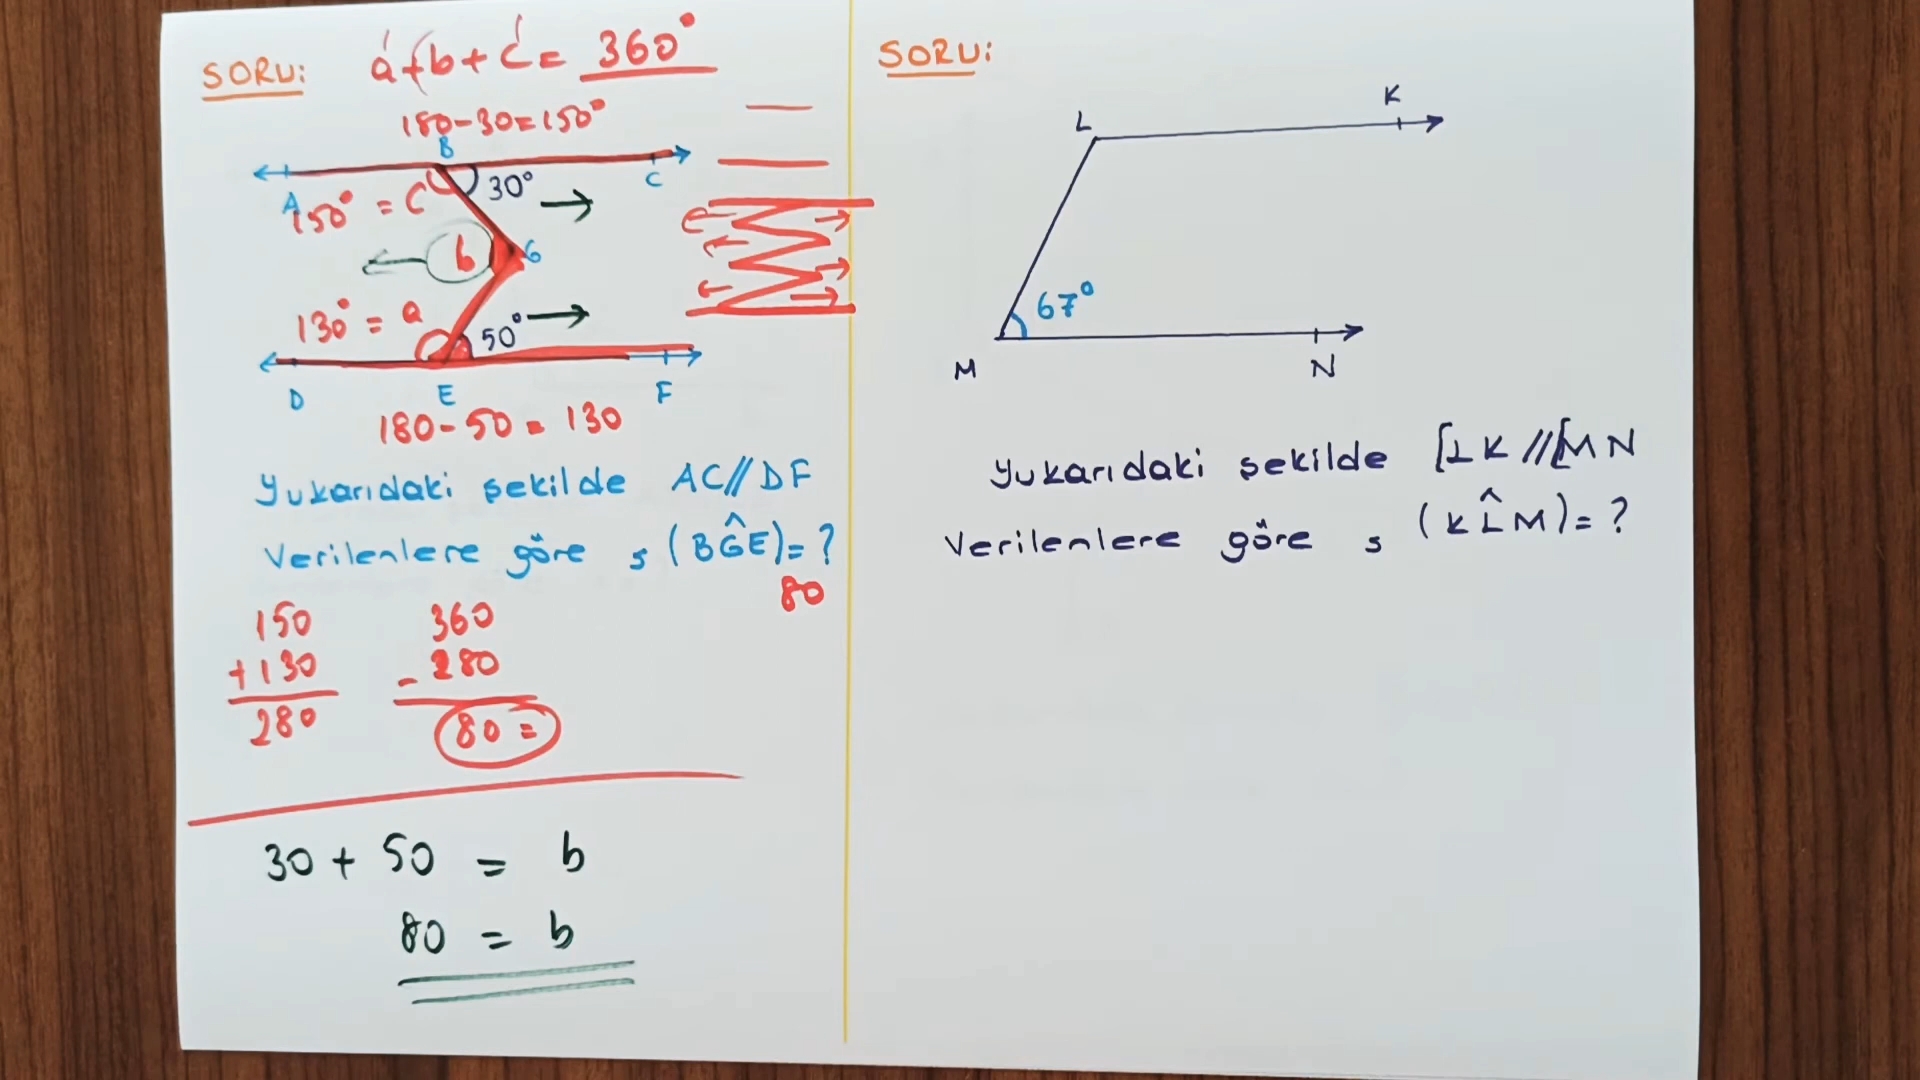 SORU: a + b + c = 360°
180-30=150°
B
A
C
150° = C
30°
b
G
130° = a
50°
D
E
F
180-50=130
Yukarıdaki şekilde AC//DF
Verilenlere göre s(BĜE)=?
80
150
+130
280
360
-280
80=
30+50=b
80=b
SORU:
L
K
67°
M
N
Yukarıdaki şekilde [LK//[MN
Verilenlere göre s(KL̂M)=?